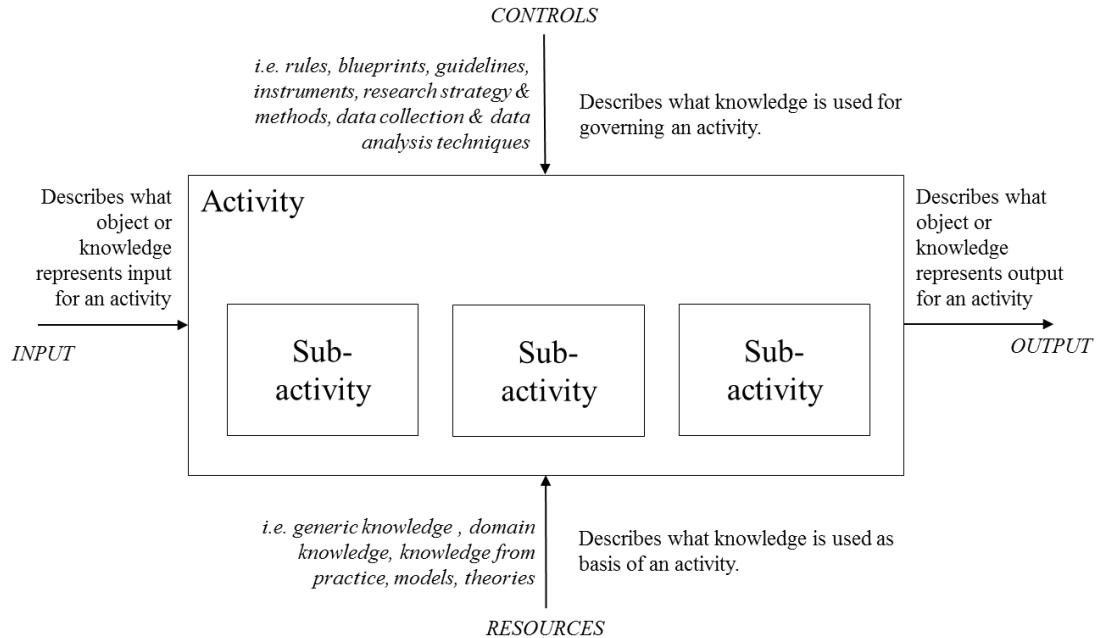 CONTROLS
i.e. rules, blueprints, guidelines,
instruments, research strategy &
methods, data collection & data
analysis techniques
Describes what knowledge is used for
governing an activity.
Describes what
object or
knowledge
represents input
for an activity
INPUT
Activity
Sub-
activity
Sub-
activity
Sub-
activity
Describes what
object or
knowledge
represents output
for an activity
OUTPUT
i.e. generic knowledge , domain
knowledge, knowledge from
practice, models, theories
Describes what knowledge is used as
basis of an activity.
RESOURCES